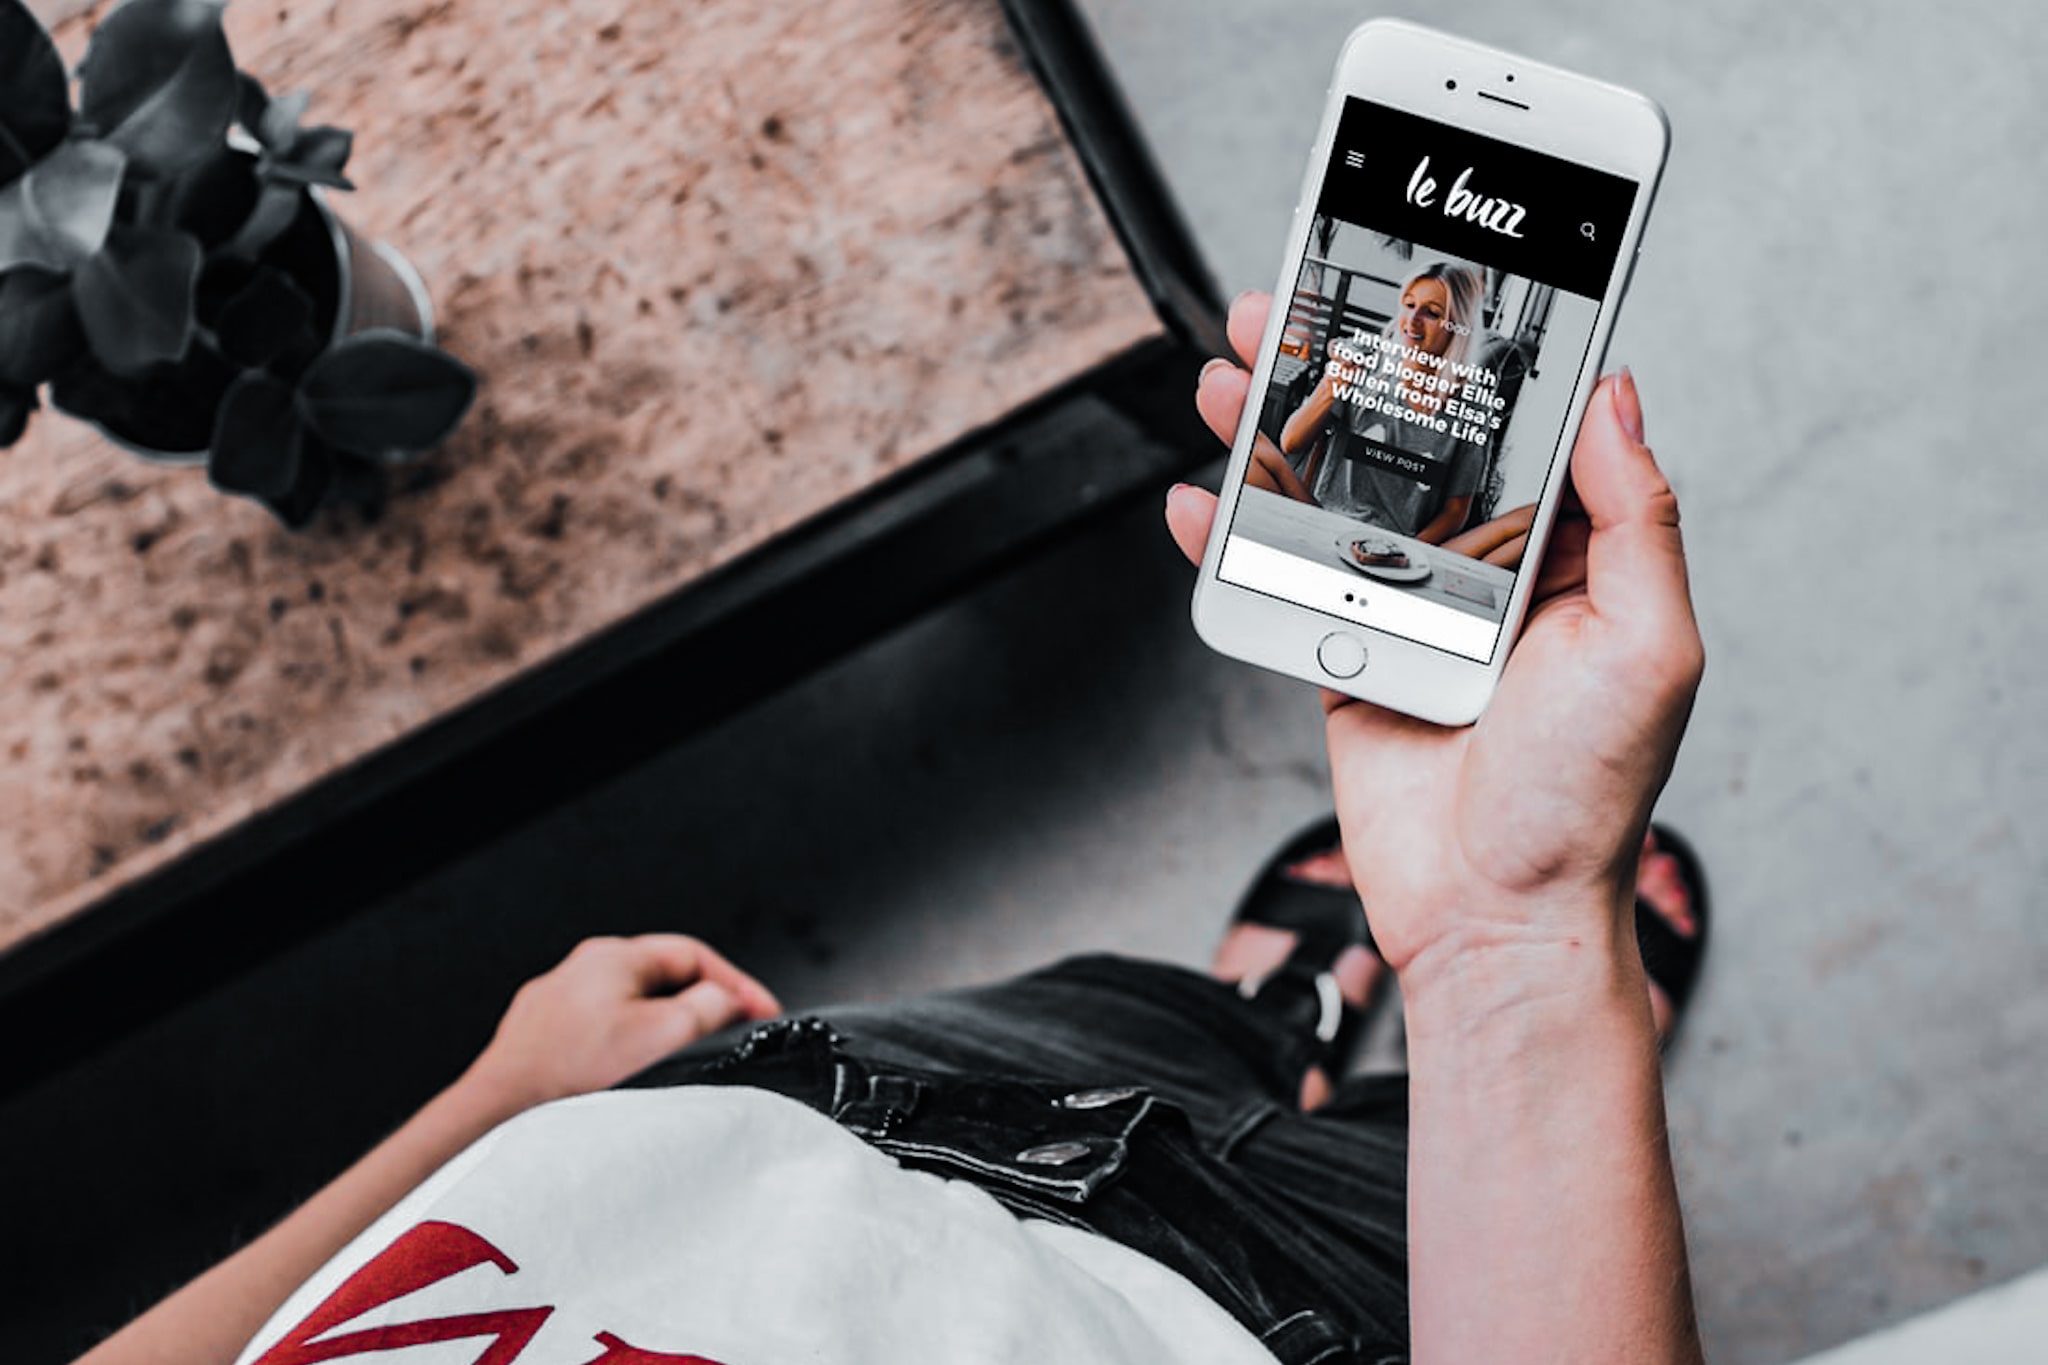 le buzz
FOOD
Interview with
food blogger Ellie
Bullen from Elsa's
Wholesome Life
VIEW POST